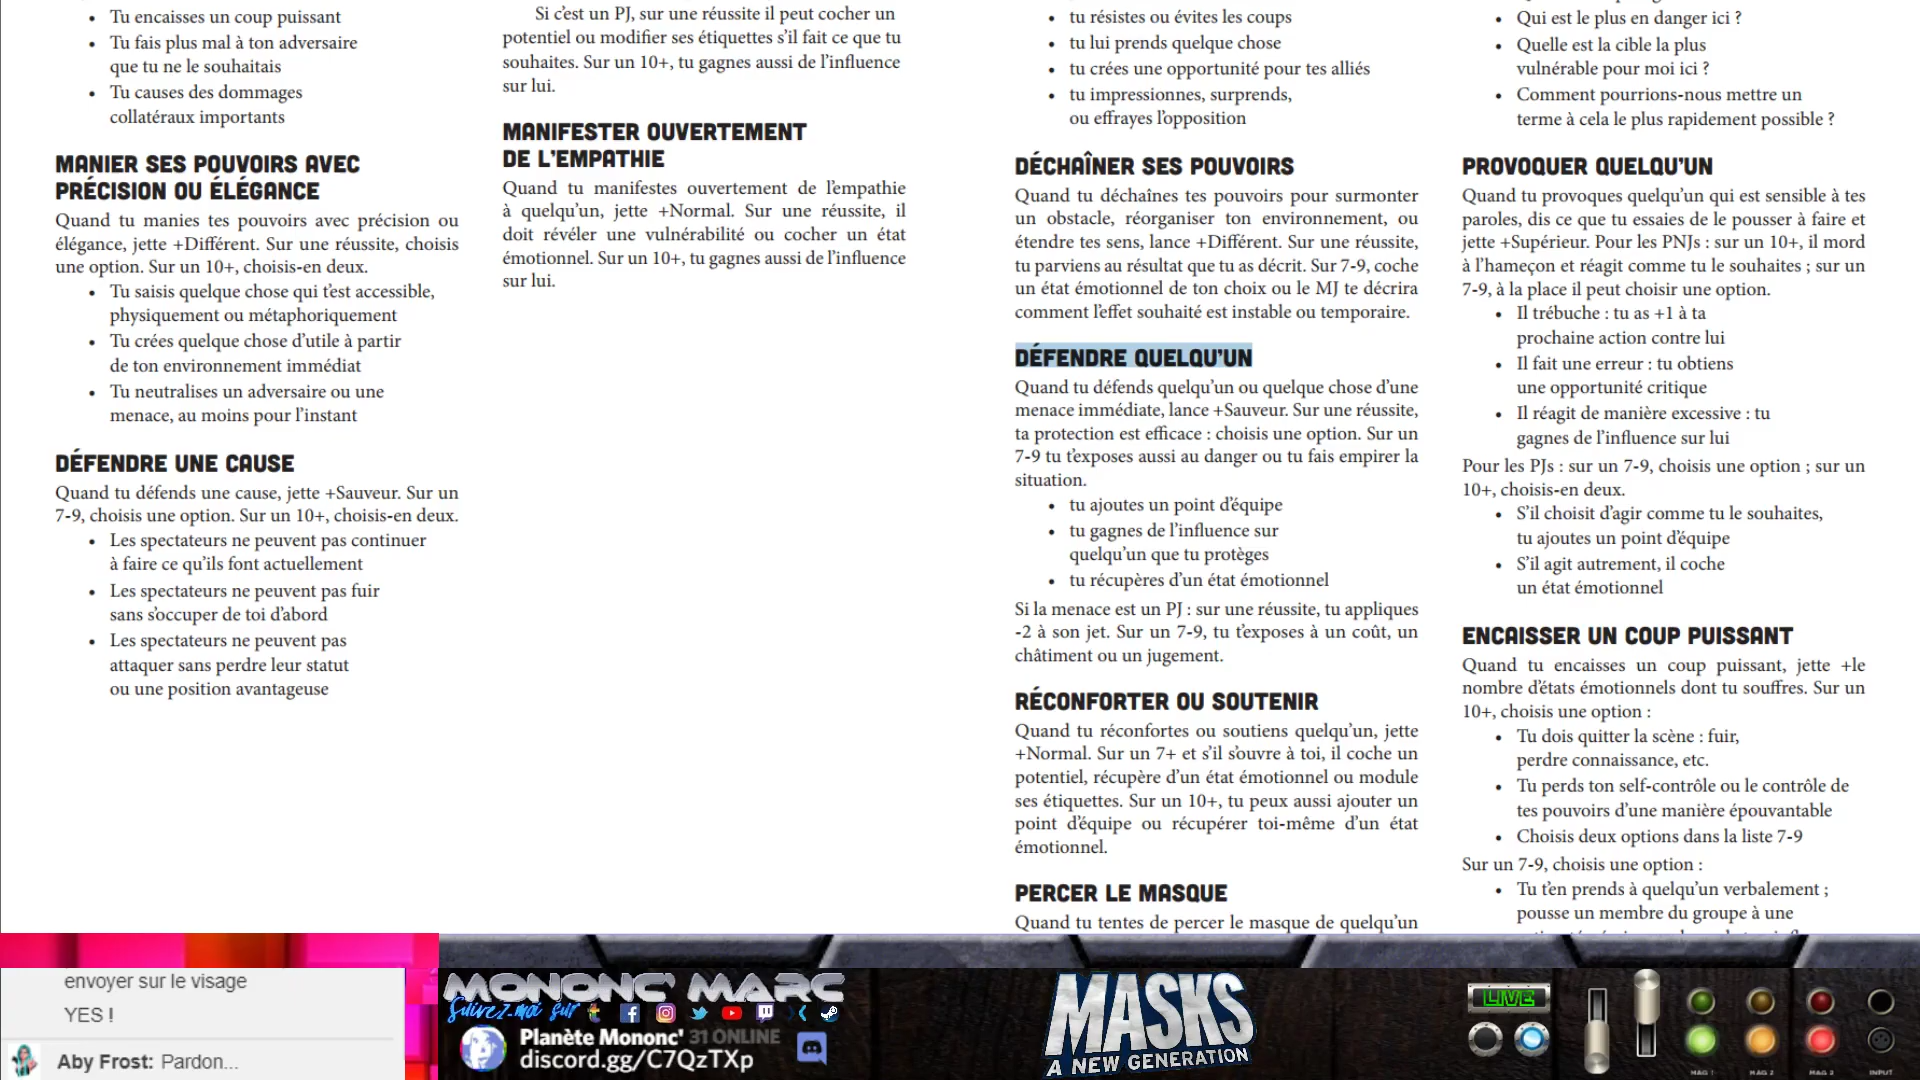 • Tu encaisses un coup puissant
• Tu fais plus mal à ton adversaire
que tu ne le souhaitais
• Tu causes des dommages
collatéraux importants
MANIER SES POUVOIRS AVEC
PRÉCISION OU ÉLÉGANCE
Quand tu manies tes pouvoirs avec précision ou
élégance, jette +Différent. Sur une réussite, choisis
une option. Sur un 10+, choisis-en deux.
• Tu saisis quelque chose qui t'est accessible,
physiquement ou métaphoriquement
• Tu crées quelque chose d'utile à partir
de ton environnement immédiat
• Tu neutralises un adversaire ou une
menace, au moins pour l'instant
DÉFENDRE UNE CAUSE
Quand tu défends une cause, jette +Sauveur. Sur un
7-9, choisis une option. Sur un 10+, choisis-en deux.
• Les spectateurs ne peuvent pas continuer
à faire ce qu'ils font actuellement
• Les spectateurs ne peuvent pas fuir
sans s'occuper de toi d'abord
• Les spectateurs ne peuvent pas
attaquer sans perdre leur statut
ou une position avantageuse
Si c'est un PJ, sur une réussite il peut cocher un
potentiel ou modifier ses étiquettes s'il fait ce que tu
souhaites. Sur un 10+, tu gagnes aussi de l'influence
sur lui.
MANIFESTER OUVERTEMENT
DE L'EMPATHIE
Quand tu manifestes ouvertement de l'empathie
à quelqu'un, jette +Normal. Sur une réussite, il
doit révéler une vulnérabilité ou cocher un état
émotionnel. Sur un 10+, tu gagnes aussi de l'influence
sur lui.
• tu résistes ou évites les coups
• tu lui prends quelque chose
• tu crées une opportunité pour tes alliés
• tu impressionnes, surprends,
ou effrayes l'opposition
DÉCHAÎNER SES POUVOIRS
Quand tu déchaînes tes pouvoirs pour surmonter
un obstacle, réorganiser ton environnement, ou
étendre tes sens, lance +Différent. Sur une réussite,
tu parviens au résultat que tu as décrit. Sur 7-9, coche
un état émotionnel de ton choix ou le MJ te décrira
comment l'effet souhaité est instable ou temporaire.
DÉFENDRE QUELQU'UN
Quand tu défends quelqu'un ou quelque chose d'une
menace immédiate, lance +Sauveur. Sur une réussite,
ta protection est efficace : choisis une option. Sur un
7-9 tu t'exposes aussi au danger ou tu fais empirer la
situation.
• tu ajoutes un point d'équipe
• tu gagnes de l'influence sur
quelqu'un que tu protèges
• tu récupères d'un état émotionnel
Si la menace est un PJ : sur une réussite, tu appliques
-2 à son jet. Sur un 7-9, tu t'exposes à un coût, un
châtiment ou un jugement.
RÉCONFORTER OU SOUTENIR
Quand tu réconfortes ou soutiens quelqu'un, jette
+Normal. Sur un 7+ et s'il s'ouvre à toi, il coche un
potentiel, récupère d'un état émotionnel ou module
ses étiquettes. Sur un 10+, tu peux aussi ajouter un
point d'équipe ou récupérer toi-même d'un état
émotionnel.
PERCER LE MASQUE
Quand tu tentes de percer le masque de quelqu'un
• Qui est le plus en danger ici ?
• Quelle est la cible la plus
vulnérable pour moi ici ?
• Comment pourrions-nous mettre un
terme à cela le plus rapidement possible ?
PROVOQUER QUELQU'UN
Quand tu provoques quelqu'un qui est sensible à tes
paroles, dis ce que tu essaies de le pousser à faire et
jette +Supérieur. Pour les PNJs : sur un 10+, il mord
à l'hameçon et réagit comme tu le souhaites ; sur un
7-9, à la place il peut choisir une option.
• Il trébuche : tu as +1 à ta
prochaine action contre lui
• Il fait une erreur : tu obtiens
une opportunité critique
• Il réagit de manière excessive : tu
gagnes de l'influence sur lui
Pour les PJs : sur un 7-9, choisis une option ; sur un
10+, choisis-en deux.
• S'il choisit d'agir comme tu le souhaites,
tu ajoutes un point d'équipe
• S'il agit autrement, il coche
un état émotionnel
ENCAISSER UN COUP PUISSANT
Quand tu encaisses un coup puissant, jette +le
nombre d'états émotionnels dont tu souffres. Sur un
10+, choisis une option :
• Tu dois quitter la scène : fuir,
perdre connaissance, etc.
• Tu perds ton self-contrôle ou le contrôle de
tes pouvoirs d'une manière épouvantable
• Choisis deux options dans la liste 7-9
Sur un 7-9, choisis une option :
• Tu t'en prends à quelqu'un verbalement ;
pousse un membre du groupe à une
envoyer sur le visage
YES !
Aby Frost: Pardon...
MONONC' MARC
Suivez-moi sur
Planète Mononc' 31 ONLINE
discord.gg/C7QzTXp
MASKS
A NEW GENERATION
LIVE
MAG 1
MAG 2
MAG 3
INPUT